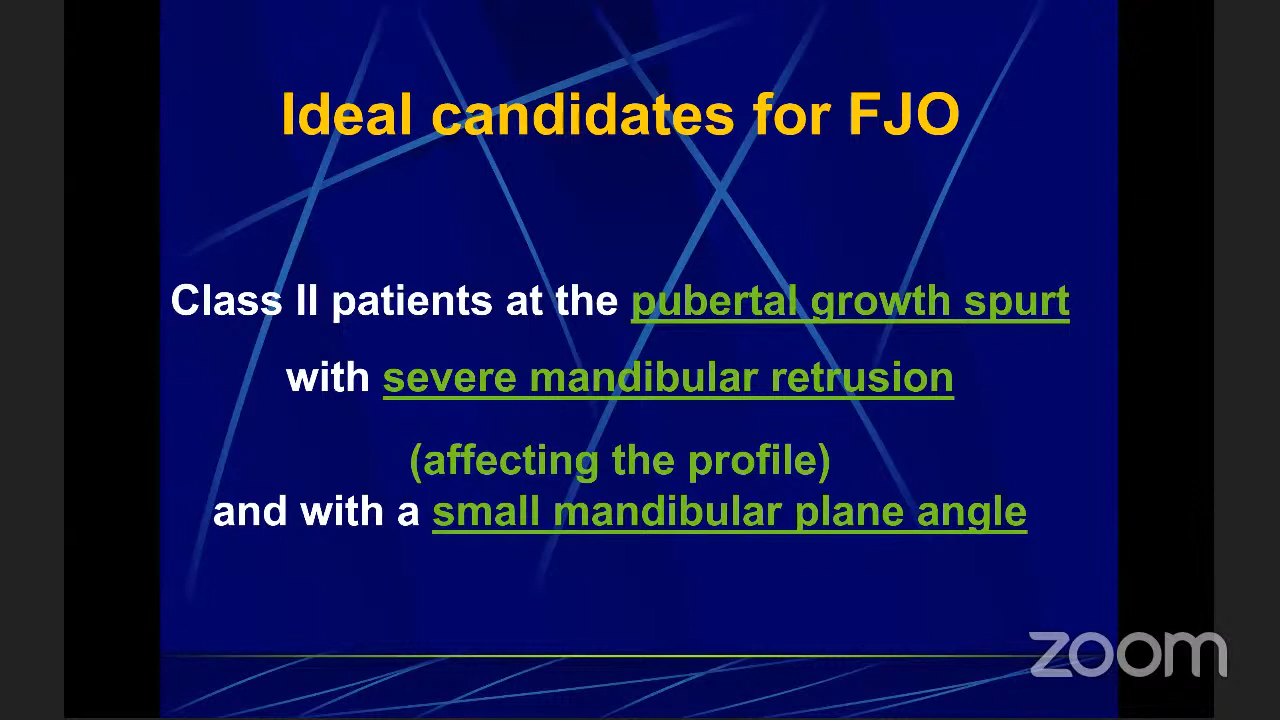 Ideal candidates for FJO
Class II patients at the pubertal growth spurt
with severe mandibular retrusion
(affecting the profile)
and with a small mandibular plane angle
zoom